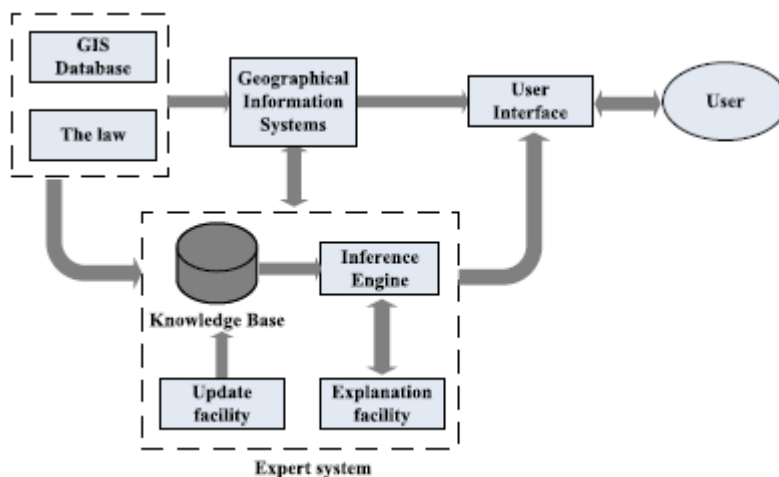 GIS
Database
The law
Geographical
Information
Systems
User
Interface
User
Knowledge Base
Inference
Engine
Update
facility
Explanation
facility
Expert system